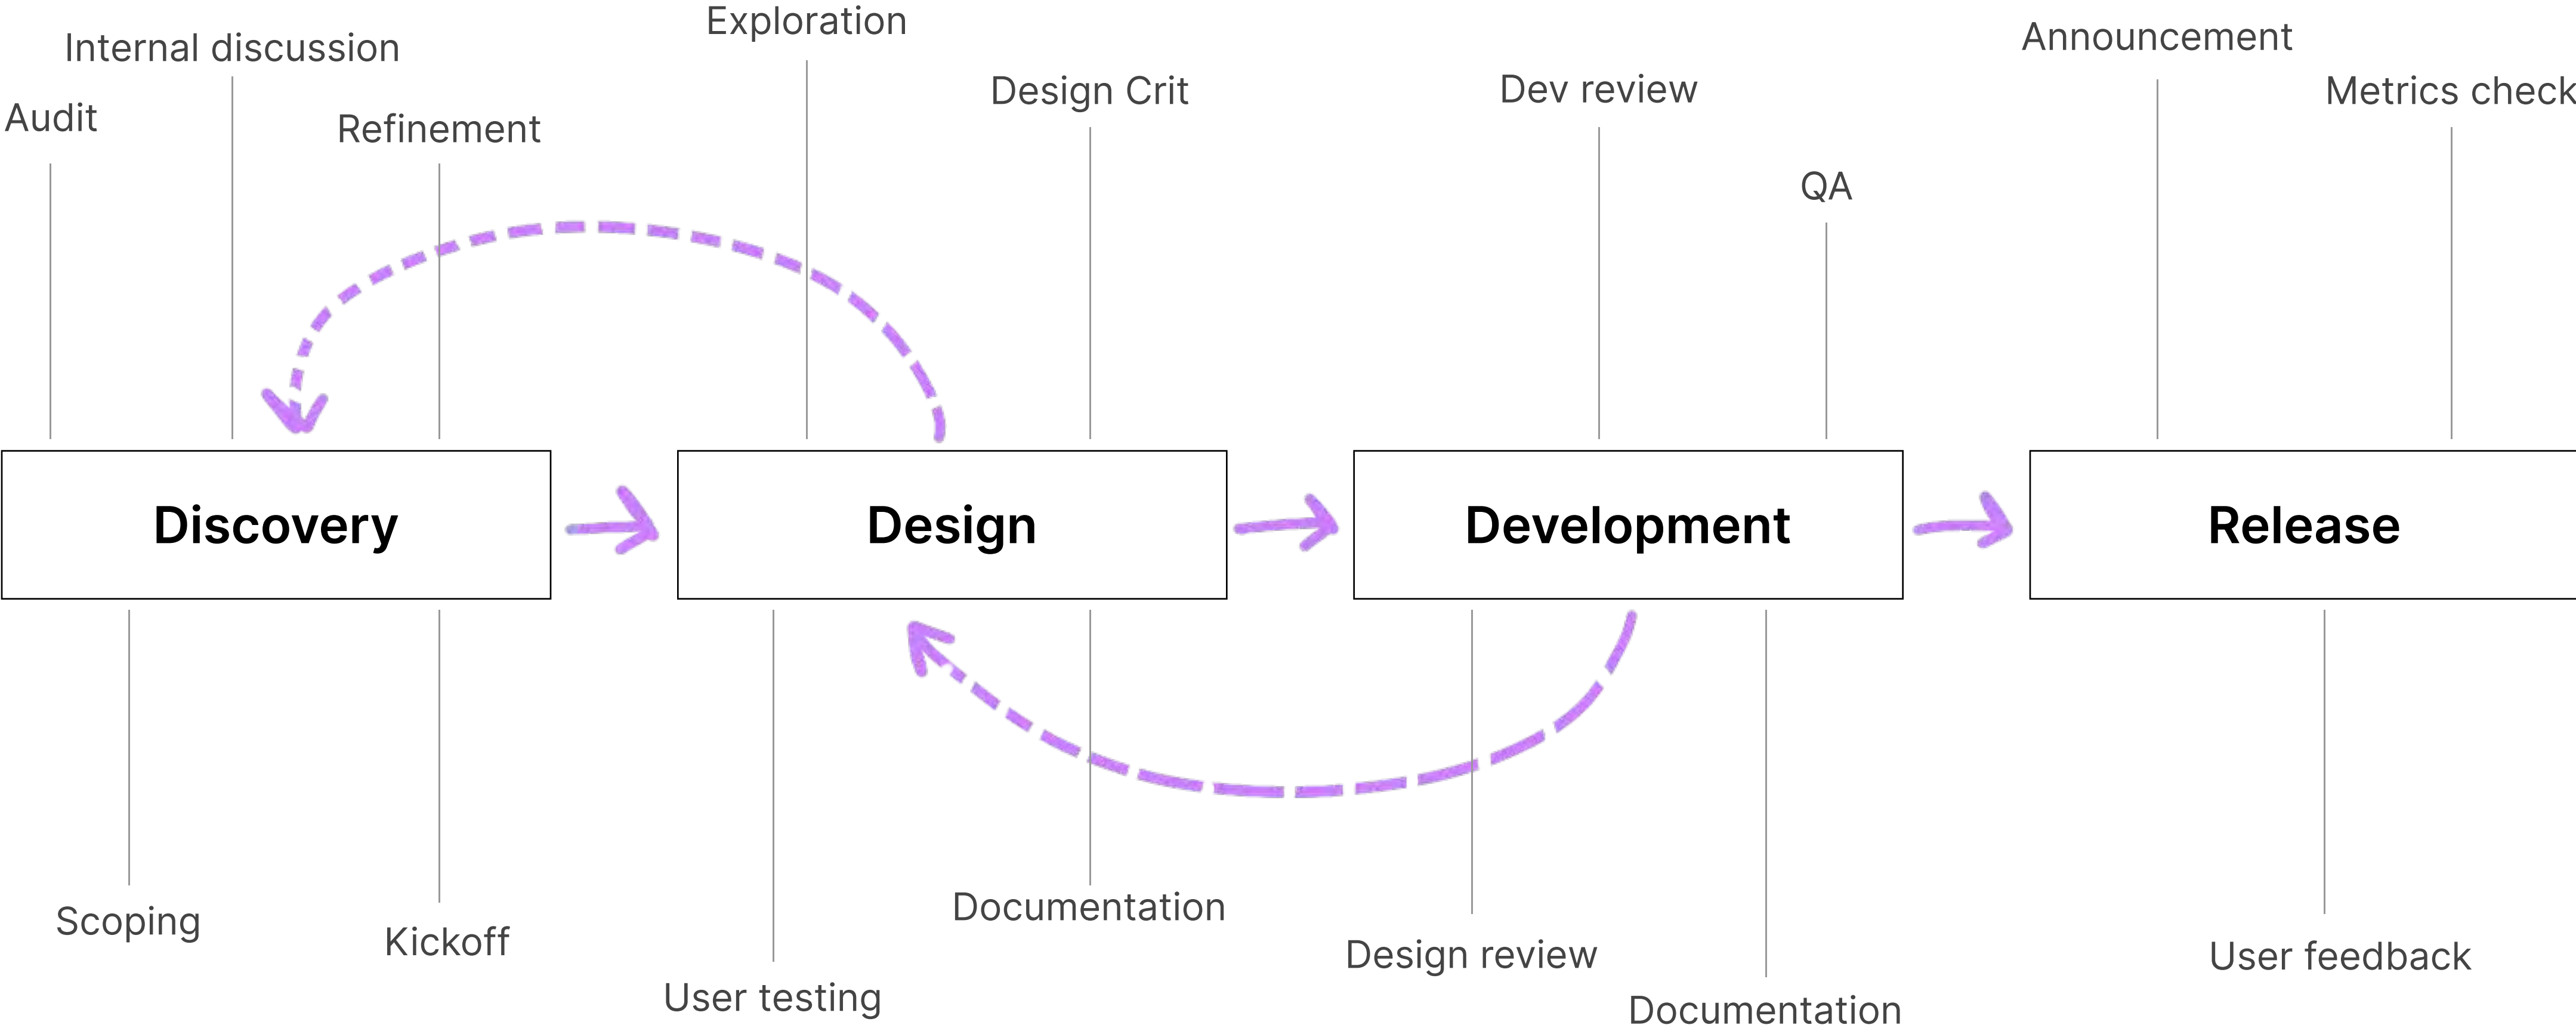 Exploration
Announcement
Internal discussion
Dev review
Design Crit
Metrics check
Audit
Refinement
QA
Discovery
Design
Development
Release
Documentation
Scoping
Kickoff
Design review
User feedback
User testing
Documentation